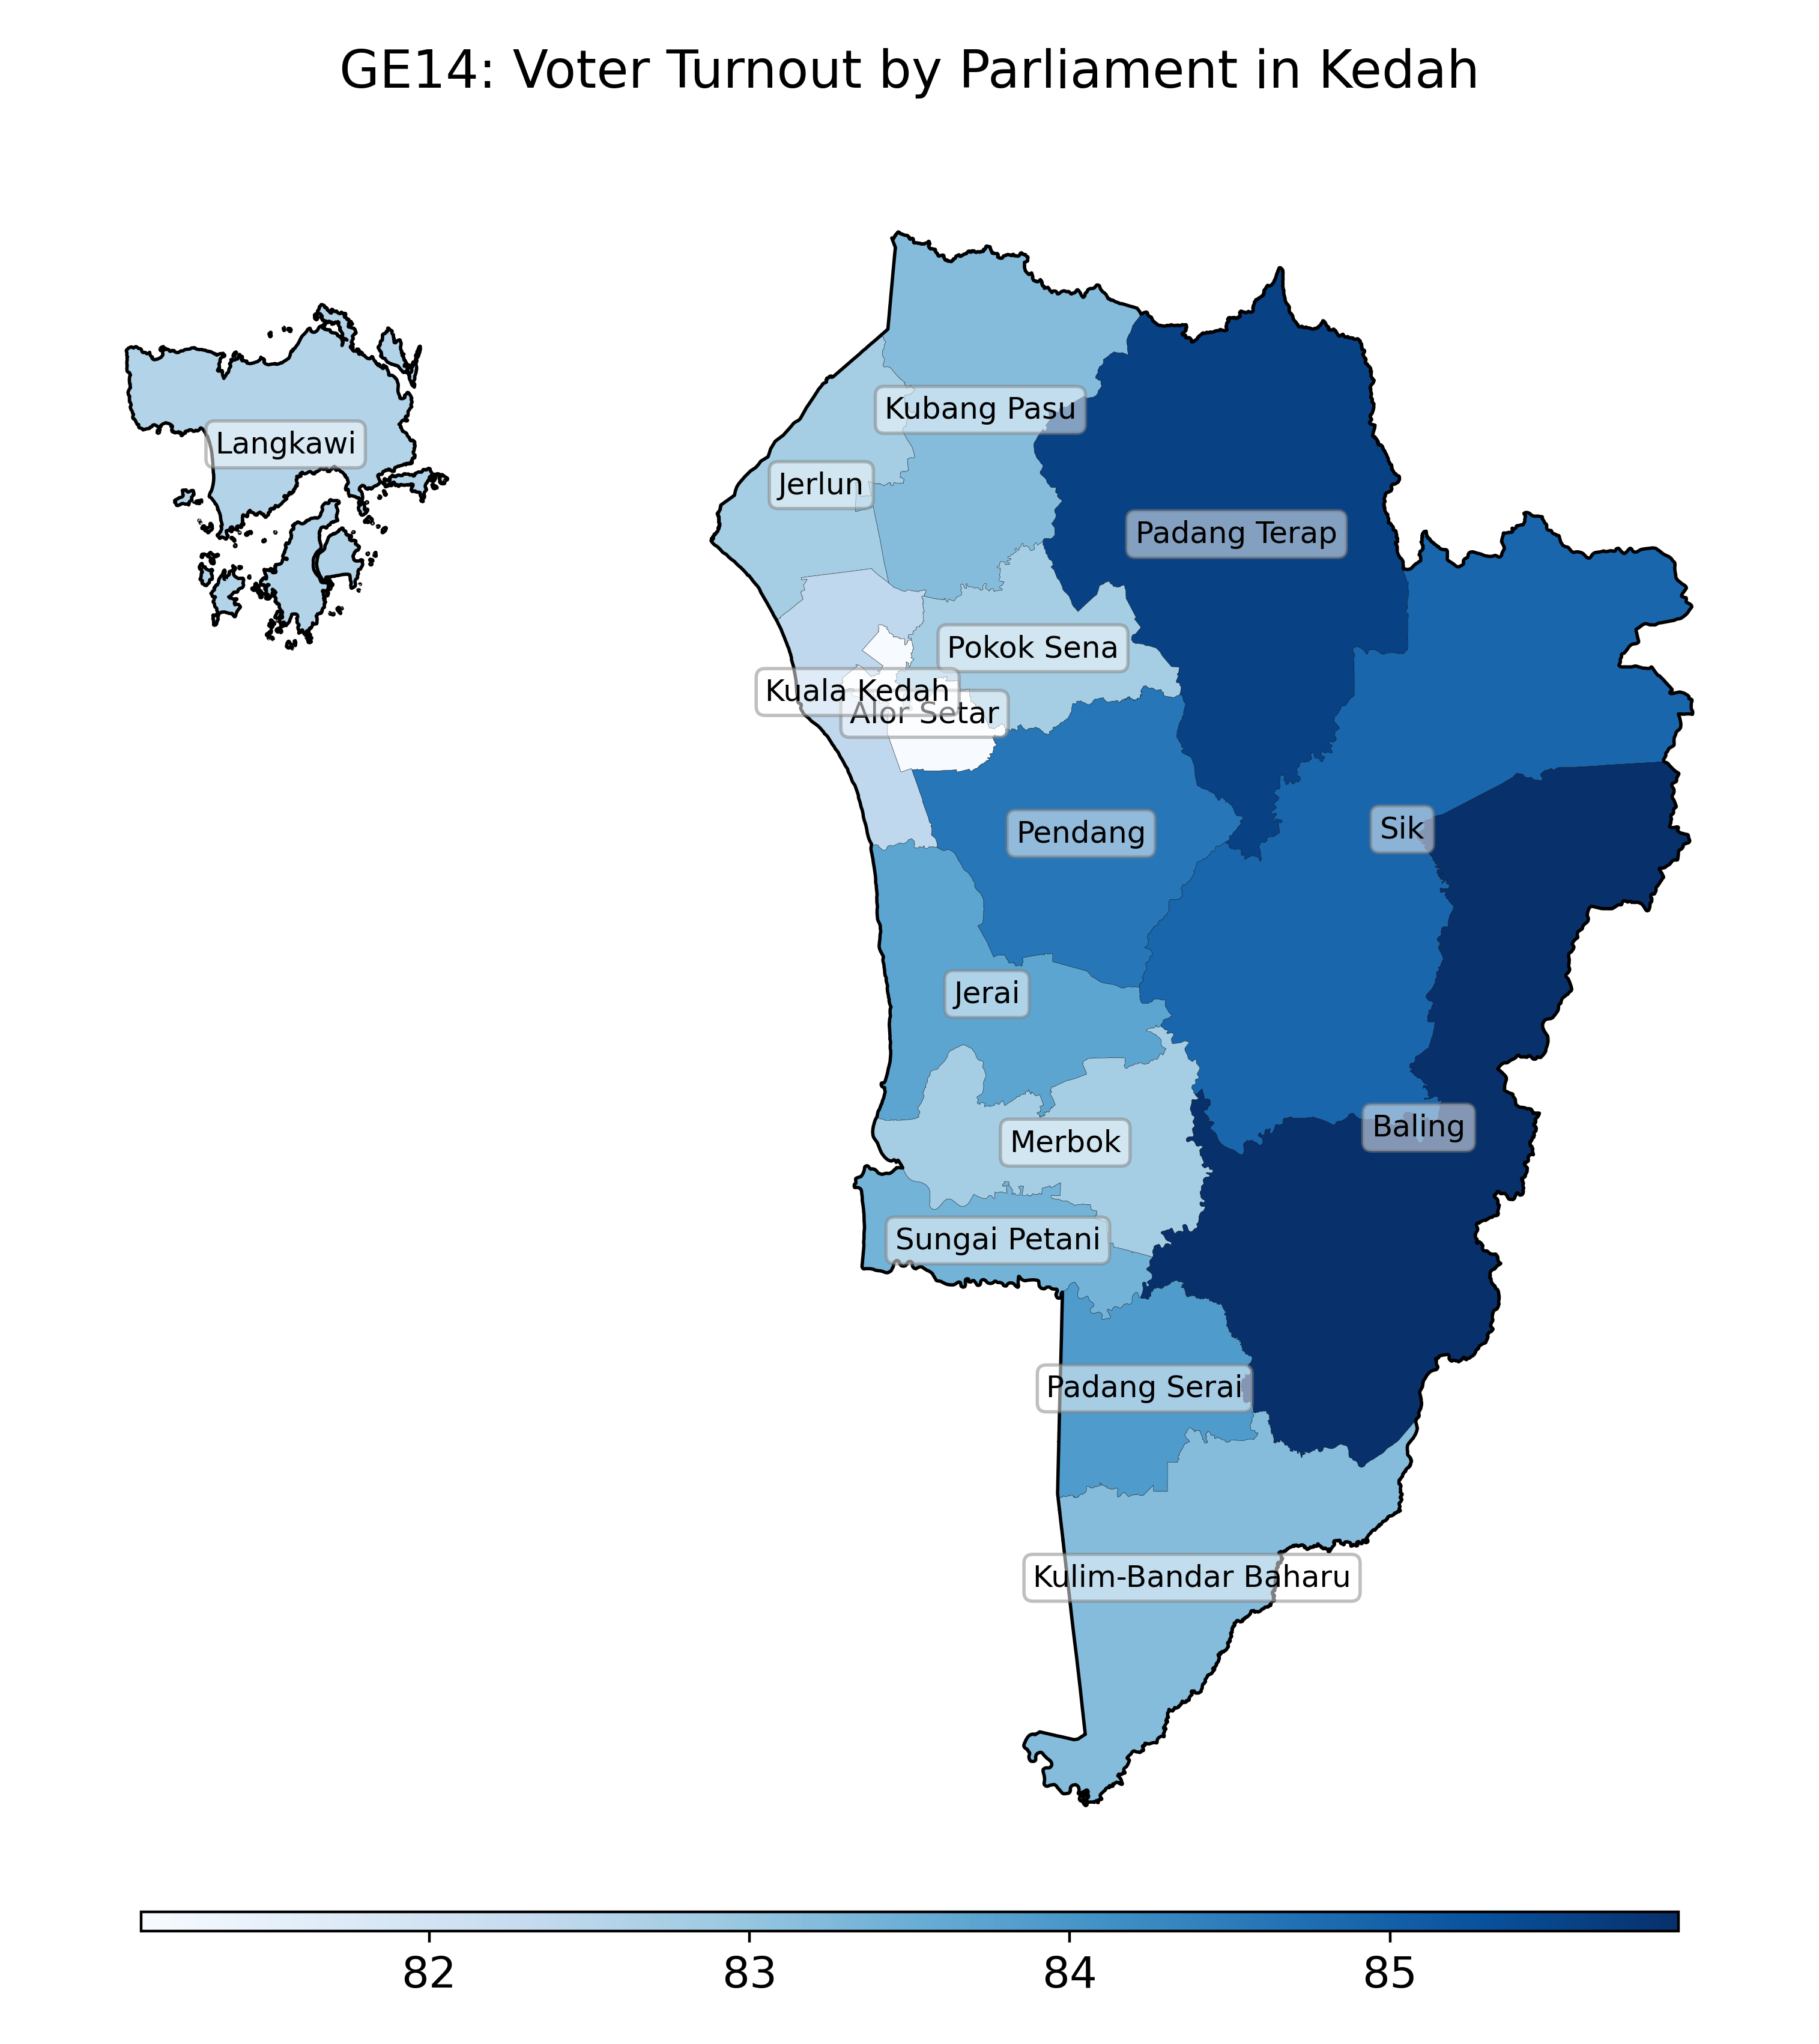 GE14: Voter Turnout by Parliament in Kedah
Kubang Pasu
Langkawi
Jerlun
Padang Terap
Pokok Sena
Kuala Kedah
Alor Setar
Sik
Pendang
Jerai
Baling
Merbok
Sungai Petani
Padang Serai
Kulim-Bandar Baharu
82 83 84 85